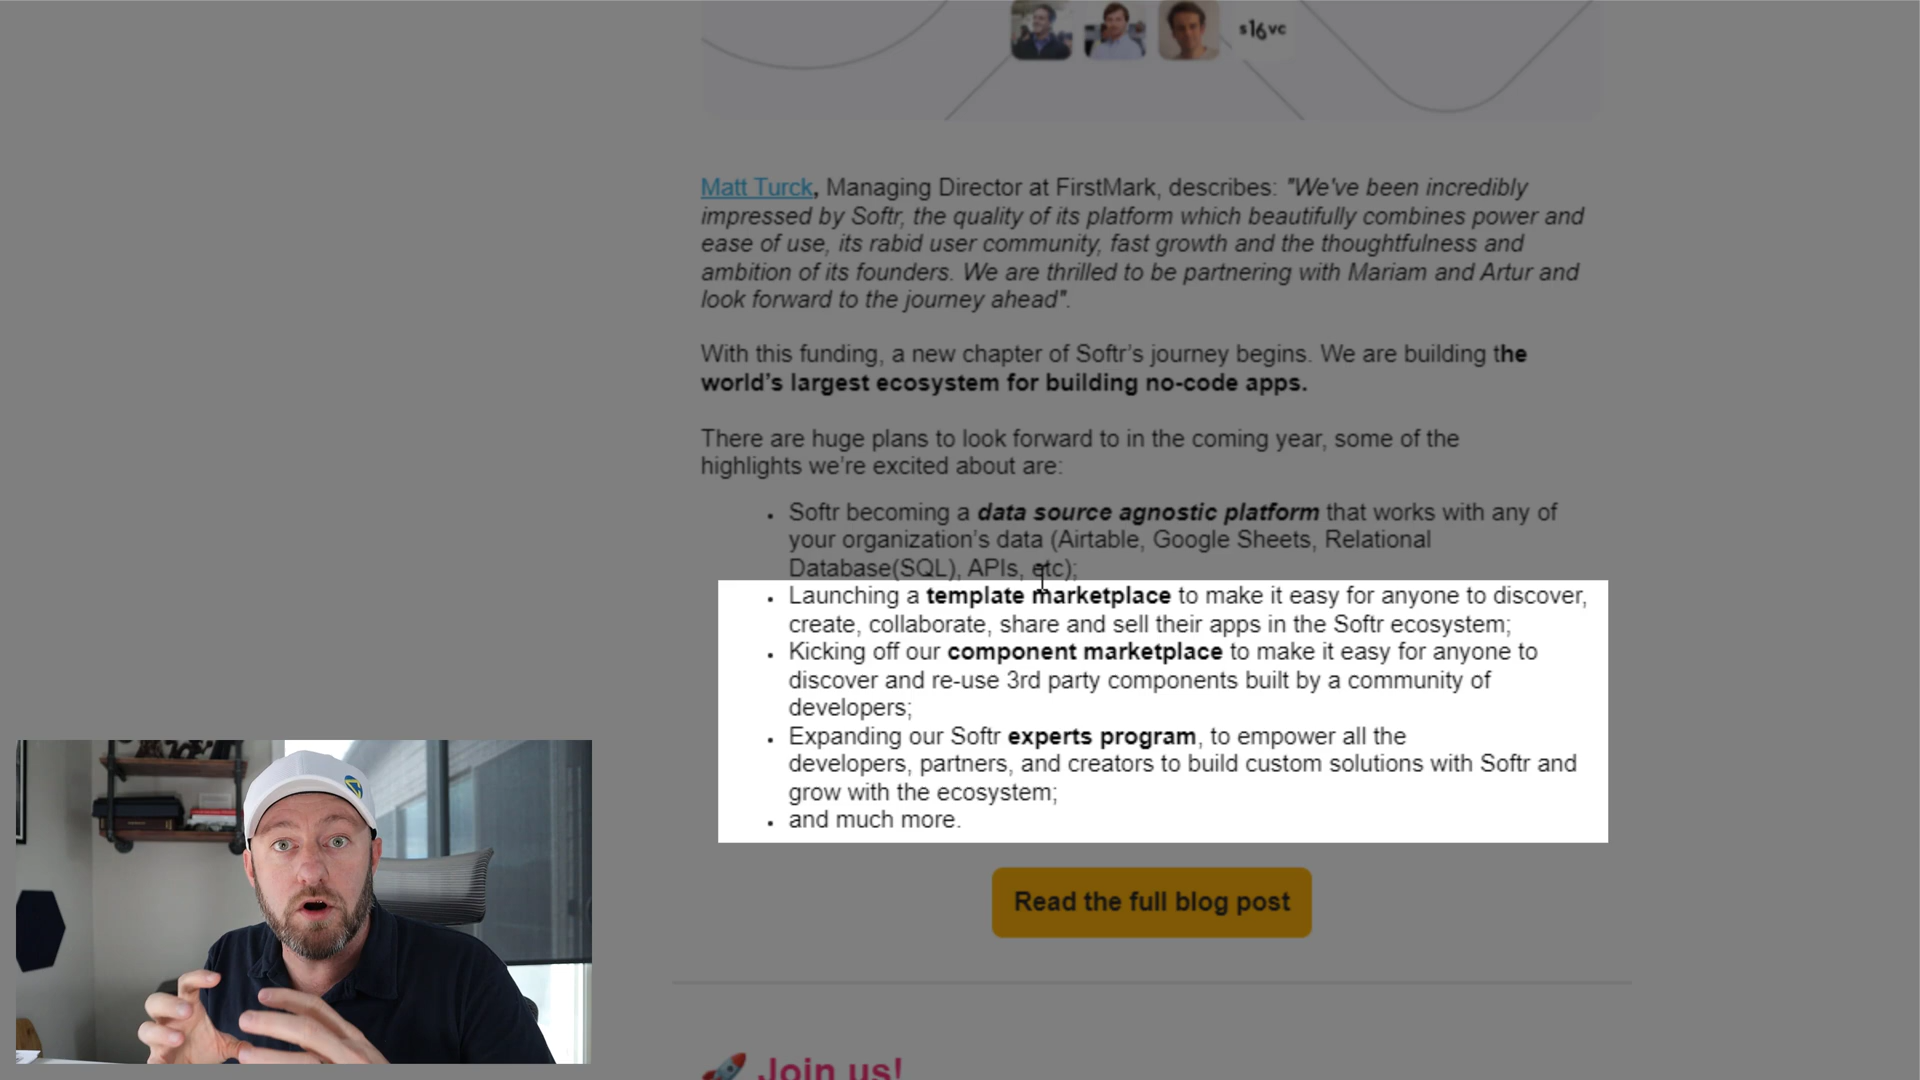 s16vc
Matt Turck, Managing Director at FirstMark, describes: "We've been incredibly
impressed by Softr, the quality of its platform which beautifully combines power and
ease of use, its rabid user community, fast growth and the thoughtfulness and
ambition of its founders. We are thrilled to be partnering with Mariam and Artur and
look forward to the journey ahead".
With this funding, a new chapter of Softr’s journey begins. We are building the
world’s largest ecosystem for building no-code apps.
There are huge plans to look forward to in the coming year, some of the
highlights we’re excited about are:
• Softr becoming a data source agnostic platform that works with any of
your organization’s data (Airtable, Google Sheets, Relational
Database(SQL), APIs, etc);
• Launching a template marketplace to make it easy for anyone to discover,
create, collaborate, share and sell their apps in the Softr ecosystem;
• Kicking off our component marketplace to make it easy for anyone to
discover and re-use 3rd party components built by a community of
developers;
• Expanding our Softr experts program, to empower all the
developers, partners, and creators to build custom solutions with Softr and
grow with the ecosystem;
• and much more.
Read the full blog post
🚀 Join us!